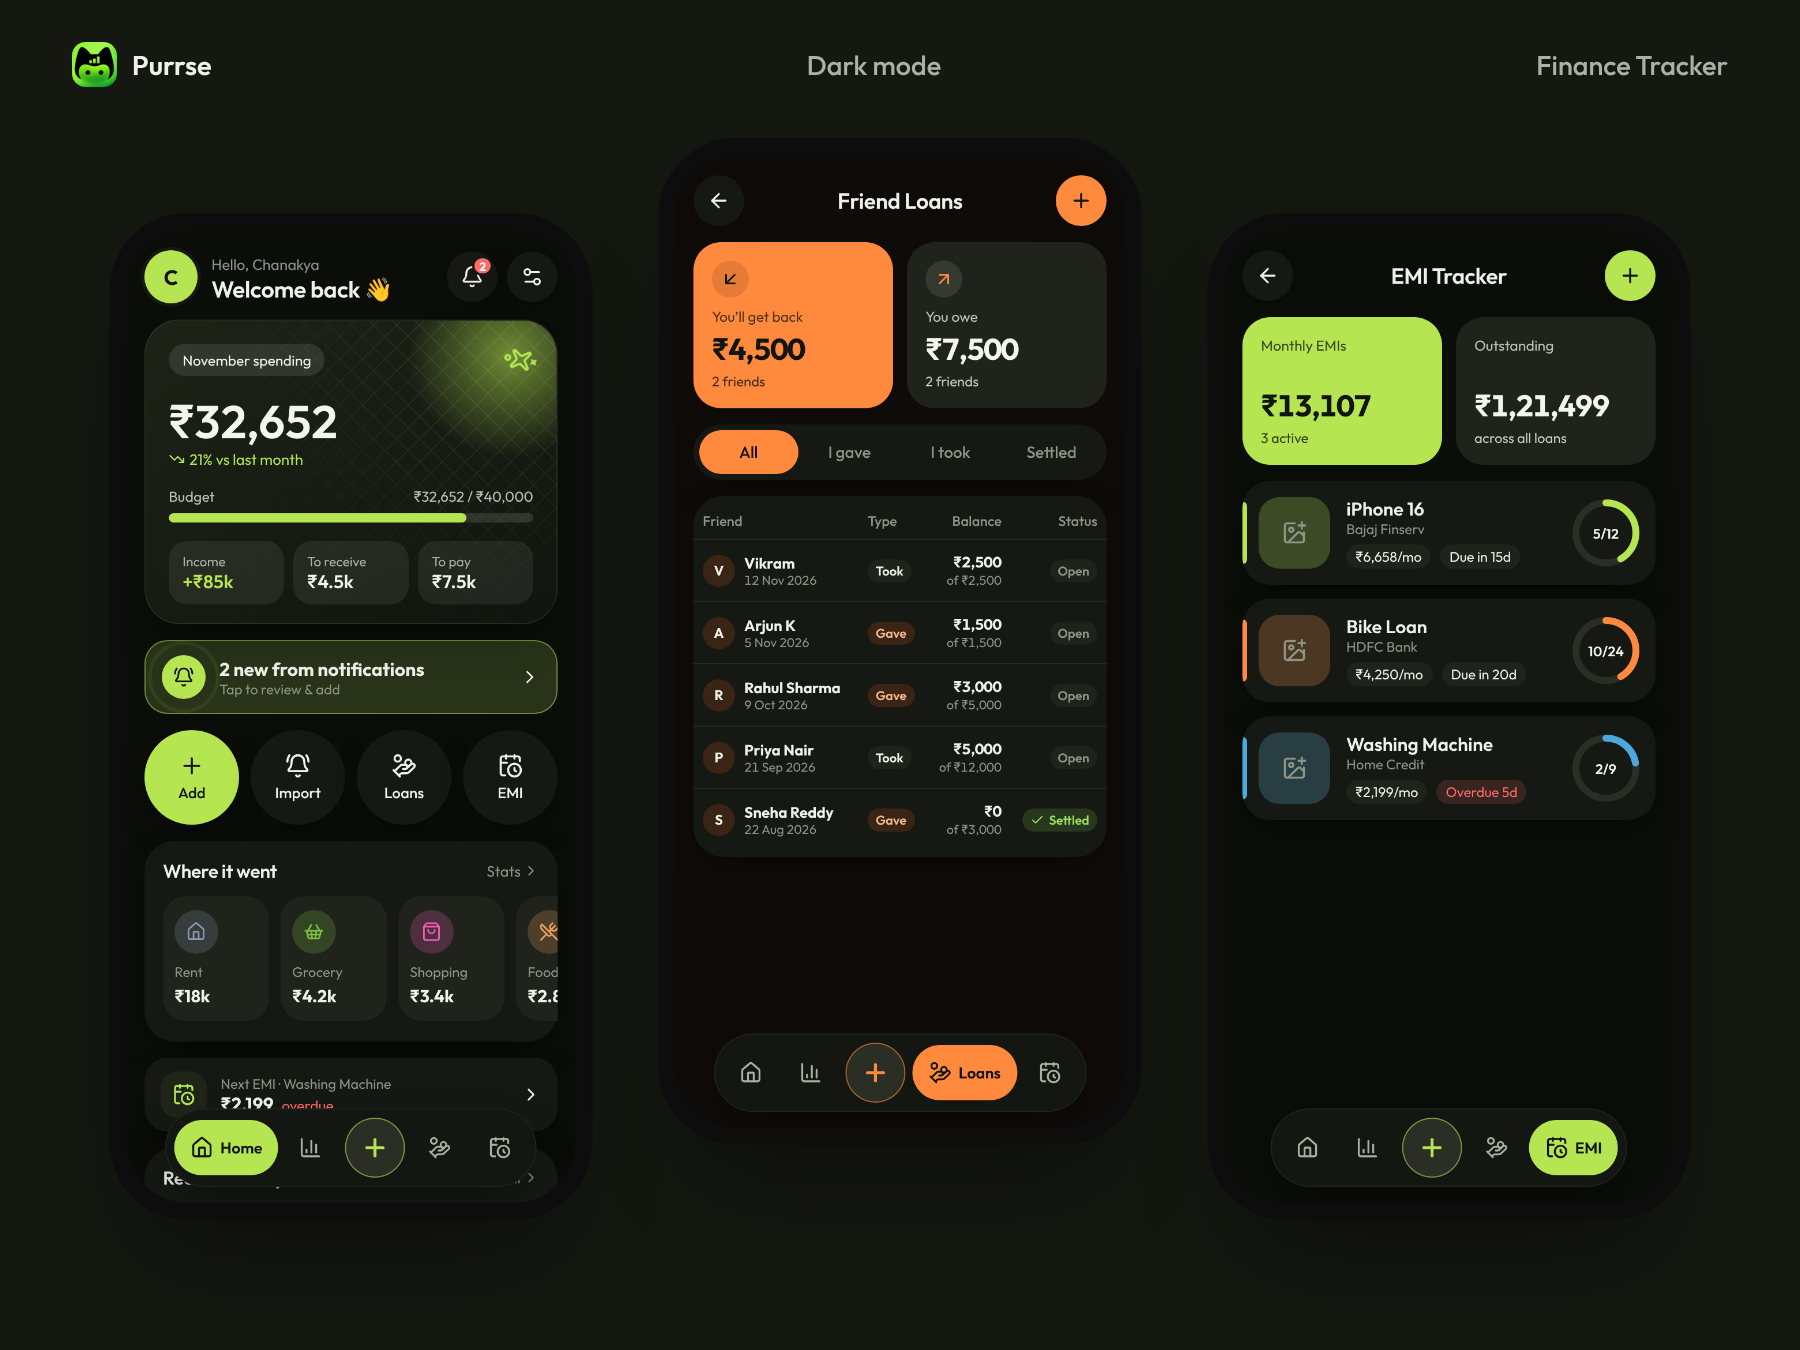 Purrse
Dark mode
Finance Tracker
C
Hello, Chanakya
Welcome back 👋
2
November spending
₹32,652
21% vs last month
Budget
₹32,652 / ₹40,000
Income
+₹85k
To receive
₹4.5k
To pay
₹7.5k
2 new from notifications
Tap to review & add
Add
Import
Loans
EMI
Where it went
Stats
Rent
₹18k
Grocery
₹4.2k
Shopping
₹3.4k
Food
Next EMI · Washing Machine
₹2,199 overdue
Home
Friend Loans
You'll get back
₹4,500
2 friends
You owe
₹7,500
2 friends
All
I gave
I took
Settled
Friend Type Balance Status
V Vikram Took ₹2,500 Open
12 Nov 2026 of ₹2,500
A Arjun K Gave ₹1,500 Open
5 Nov 2026 of ₹1,500
R Rahul Sharma Gave ₹3,000 Open
9 Oct 2026 of ₹5,000
P Priya Nair Took ₹5,000 Open
21 Sep 2026 of ₹12,000
S Sneha Reddy Gave ₹0 Settled
22 Aug 2026 of ₹3,000
Loans
EMI Tracker
Monthly EMIs
₹13,107
3 active
Outstanding
₹1,21,499
across all loans
iPhone 16
Bajaj Finserv
₹6,658/mo Due in 15d
5/12
Bike Loan
HDFC Bank
₹4,250/mo Due in 20d
10/24
Washing Machine
Home Credit
₹2,199/mo Overdue 5d
2/9
EMI